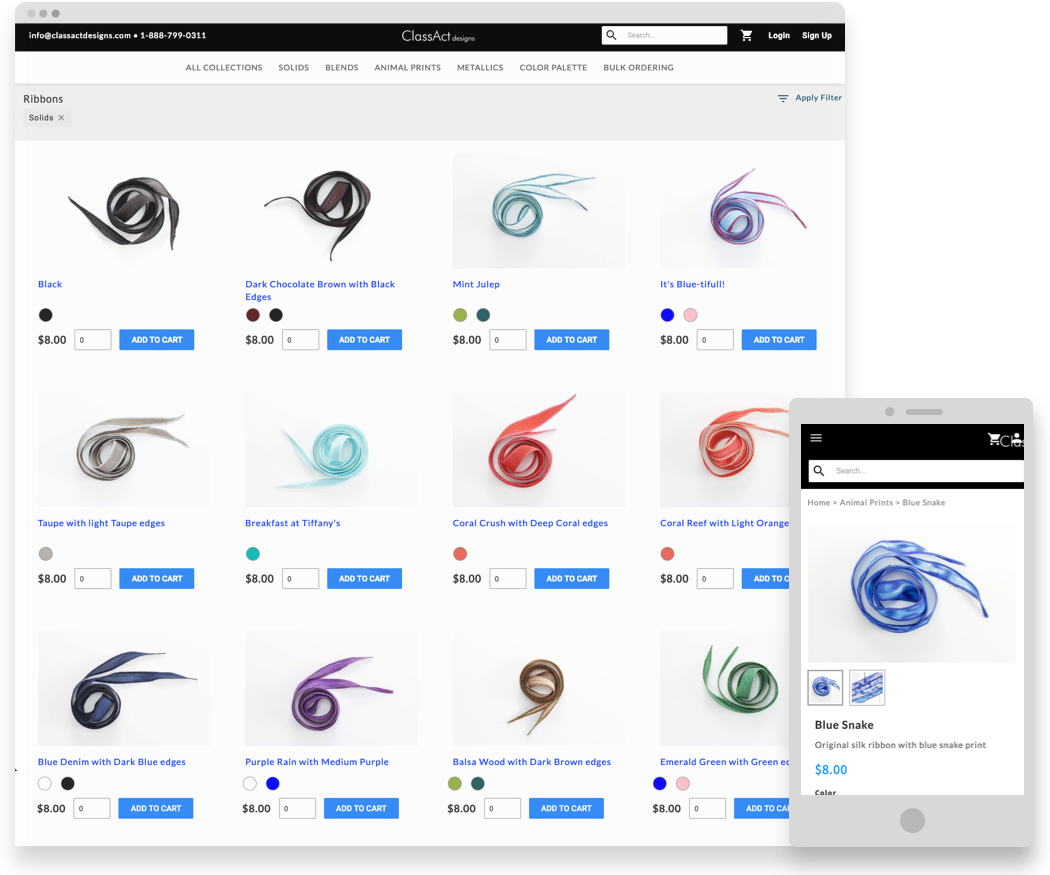 info@classactdesigns.com • 1-888-799-0311
ClassAct designs
Search...
Login
Sign Up
ALL COLLECTIONS
SOLIDS
BLENDS
ANIMAL PRINTS
METALLICS
COLOR PALETTE
BULK ORDERING
Ribbons
Apply Filter
Solids ×
Black
Dark Chocolate Brown with Black
Edges
Mint Julep
It's Blue-tifull!
$8.00 0 ADD TO CART
$8.00 0 ADD TO CART
$8.00 0 ADD TO CART
$8.00 0 ADD TO CART
Taupe with light Taupe edges
Breakfast at Tiffany's
Coral Crush with Deep Coral edges
Coral Reef with Light Orange
$8.00 0 ADD TO CART
$8.00 0 ADD TO CART
$8.00 0 ADD TO CART
$8.00 0 ADD TO C
Blue Denim with Dark Blue edges
Purple Rain with Medium Purple
Balsa Wood with Dark Brown edges
Emerald Green with Green ed
$8.00 0 ADD TO CART
$8.00 0 ADD TO CART
$8.00 0 ADD TO CART
$8.00 0 ADD TO CA
Clas
Search...
Home > Animal Prints > Blue Snake
Blue Snake
Original silk ribbon with blue snake print
$8.00
Color